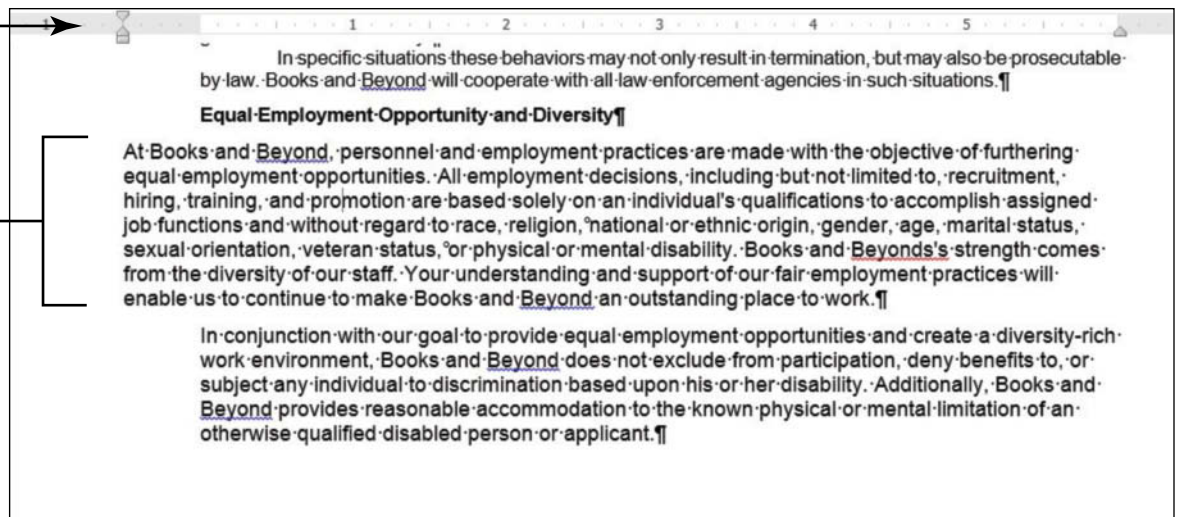 1 1 2 3 4 5
In specific situations these behaviors may not only result in termination, but may also be prosecutable
by law. Books and Beyond will cooperate with all law enforcement agencies in such situations.¶
Equal Employment Opportunity and Diversity¶
At Books and Beyond, personnel and employment practices are made with the objective of furthering
equal employment opportunities. All employment decisions, including but not limited to, recruitment,
hiring, training, and promotion are based solely on an individual's qualifications to accomplish assigned
job functions and without regard to race, religion, national or ethnic origin, gender, age, marital status,
sexual orientation, veteran status, or physical or mental disability. Books and Beyonds's strength comes
from the diversity of our staff. Your understanding and support of our fair employment practices will
enable us to continue to make Books and Beyond an outstanding place to work.¶
In conjunction with our goal to provide equal employment opportunities and create a diversity-rich
work environment, Books and Beyond does not exclude from participation, deny benefits to, or
subject any individual to discrimination based upon his or her disability. Additionally, Books and
Beyond provides reasonable accommodation to the known physical or mental limitation of an
otherwise qualified disabled person or applicant.¶